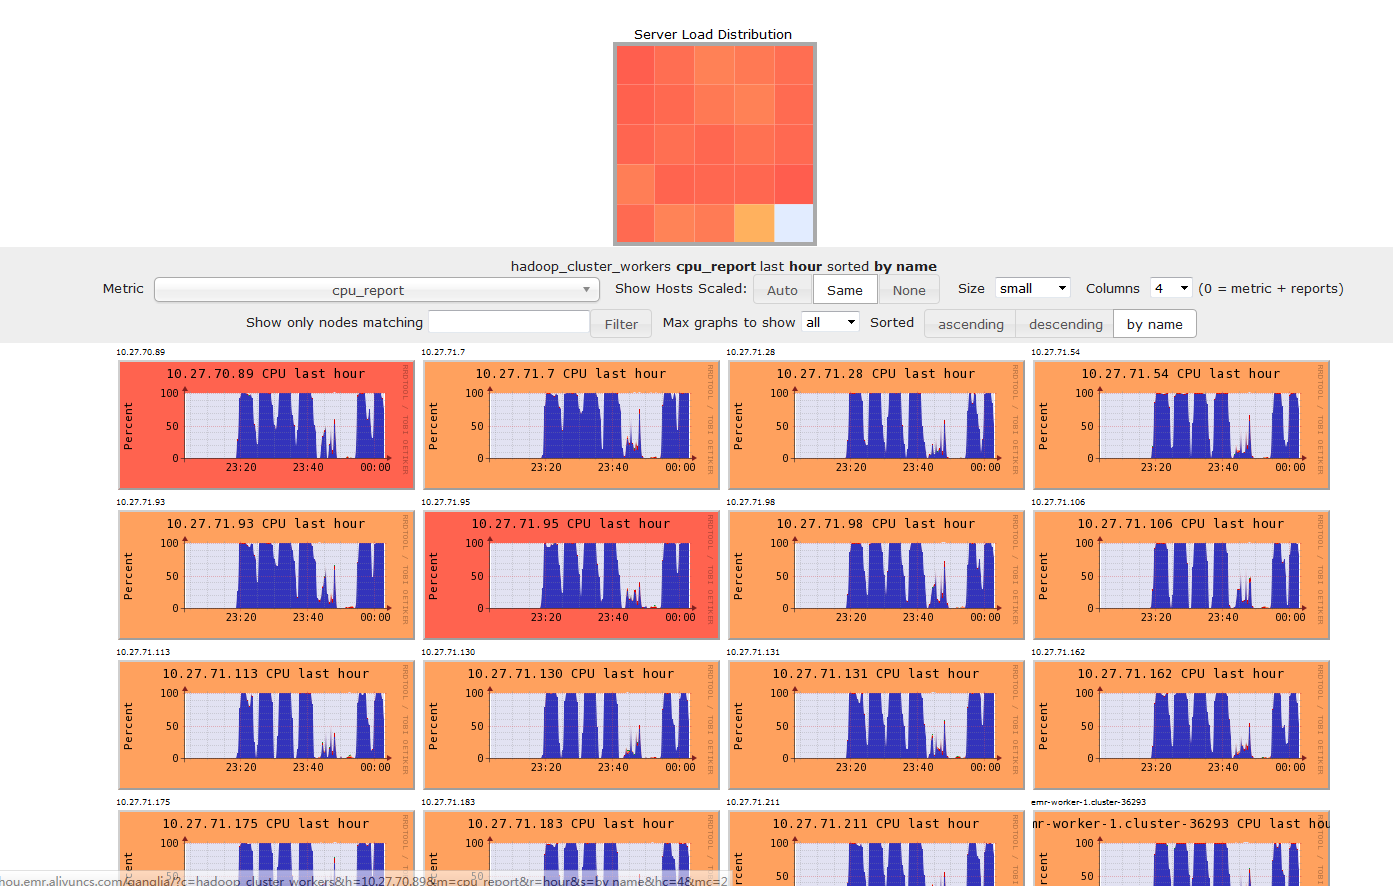 Server Load Distribution
hadoop_cluster_workers cpu_report last hour sorted by name
Metric cpu_report Show Hosts Scaled: Auto Same None Size small Columns 4 (0 = metric + reports)
Show only nodes matching Filter Max graphs to show all Sorted ascending descending by name
10.27.70.89 10.27.71.7 10.27.71.28 10.27.71.54
10.27.70.89 CPU last hour
Percent
100
50
0
23:20 23:40 00:00
RRDTOOL / TOBI OETIKER
10.27.71.7 CPU last hour
Percent
100
50
0
23:20 23:40 00:00
RRDTOOL / TOBI OETIKER
10.27.71.28 CPU last hour
Percent
100
50
0
23:20 23:40 00:00
RRDTOOL / TOBI OETIKER
10.27.71.54 CPU last hour
Percent
100
50
0
23:20 23:40 00:00
RRDTOOL / TOBI OETIKER
10.27.71.93 10.27.71.95 10.27.71.98 10.27.71.106
10.27.71.93 CPU last hour
Percent
100
50
0
23:20 23:40 00:00
RRDTOOL / TOBI OETIKER
10.27.71.95 CPU last hour
Percent
100
50
0
23:20 23:40 00:00
RRDTOOL / TOBI OETIKER
10.27.71.98 CPU last hour
Percent
100
50
0
23:20 23:40 00:00
RRDTOOL / TOBI OETIKER
10.27.71.106 CPU last hour
Percent
100
50
0
23:20 23:40 00:00
RRDTOOL / TOBI OETIKER
10.27.71.113 10.27.71.130 10.27.71.131 10.27.71.162
10.27.71.113 CPU last hour
Percent
100
50
0
23:20 23:40 00:00
RRDTOOL / TOBI OETIKER
10.27.71.130 CPU last hour
Percent
100
50
0
23:20 23:40 00:00
RRDTOOL / TOBI OETIKER
10.27.71.131 CPU last hour
Percent
100
50
0
23:20 23:40 00:00
RRDTOOL / TOBI OETIKER
10.27.71.162 CPU last hour
Percent
100
50
0
23:20 23:40 00:00
RRDTOOL / TOBI OETIKER
10.27.71.175 10.27.71.183 10.27.71.211 emr-worker-1.cluster-36293
10.27.71.175 CPU last hour
100
50
10.27.71.183 CPU last hour
100
50
10.27.71.211 CPU last hour
100
50
mr-worker-1.cluster-36293 CPU last hou
100
50
hou.emr.aliyuncs.com/ganglia/?c=hadoop_cluster_workers&h=10.27.70.89&m=cpu_report&r=hour&s=by name&hc=4&mc=2